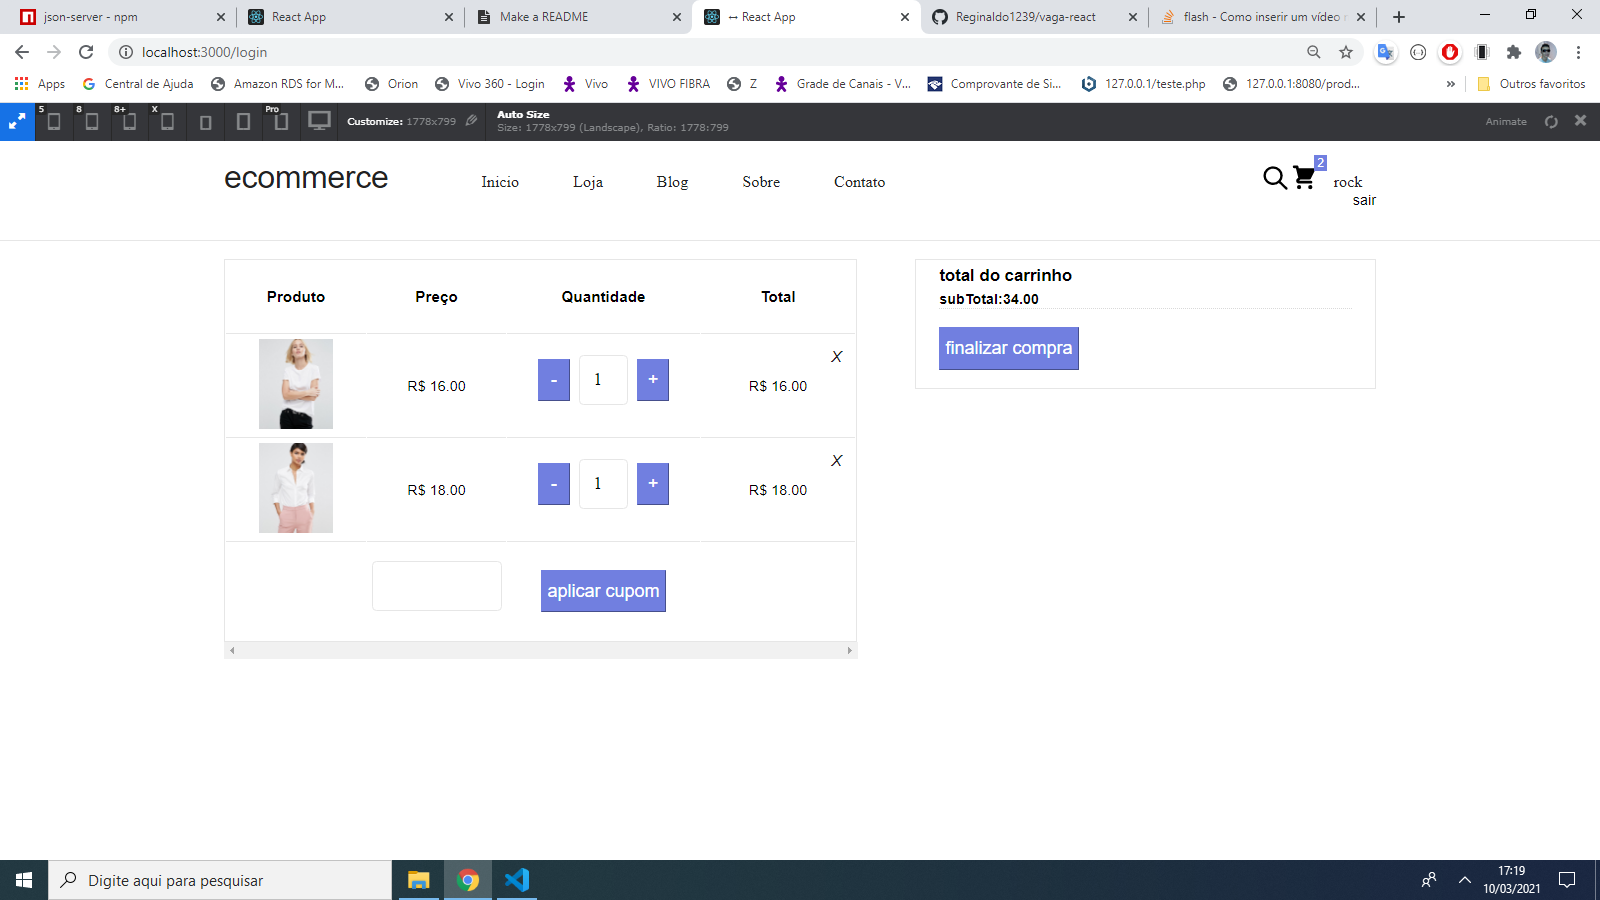 json-server - npm
React App
Make a README
↔ React App
Reginaldo1239/vaga-react
flash - Como inserir um vídeo
localhost:3000/login
Apps
Central de Ajuda
Amazon RDS for M...
Orion
Vivo 360 - Login
Vivo
VIVO FIBRA
Z
Grade de Canais - V...
Comprovante de Si...
127.0.0.1/teste.php
127.0.0.1:8080/prod...
»
Outros favoritos
5
8
8+
X
Pro
Customize: 1778x799
Auto Size
Size: 1778x799 (Landscape), Ratio: 1778:799
Animate
ecommerce
Inicio
Loja
Blog
Sobre
Contato
2
rock
sair
Produto
Preço
Quantidade
Total
R$ 16.00
-
1
+
R$ 16.00
X
R$ 18.00
-
1
+
R$ 18.00
X
aplicar cupom
total do carrinho
subTotal:34.00
finalizar compra
Digite aqui para pesquisar
17:19
10/03/2021